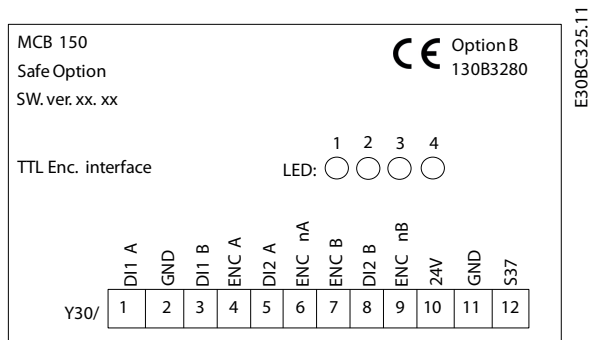 MCB 150
Safe Option
SW. ver. xx. xx
CE Option B
130B3280
E30BC325.11
TTL Enc. interface
1 2 3 4
LED:
DI1 A GND DI1 B ENC A DI2 A ENC nA ENC B DI2 B ENC nB 24V GND S37
Y30/ 1 2 3 4 5 6 7 8 9 10 11 12